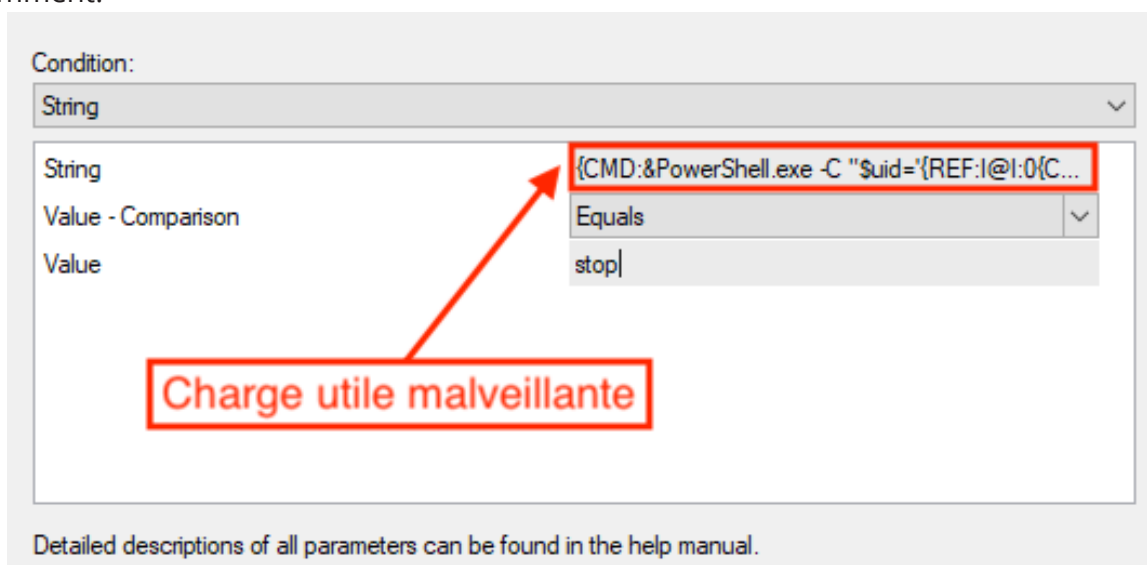 mment.
Condition:
String
String {CMD:&PowerShell.exe -C "$uid='{REF:I@I:0{C...
Value - Comparison Equals
Value stop
Charge utile malveillante
Detailed descriptions of all parameters can be found in the help manual.